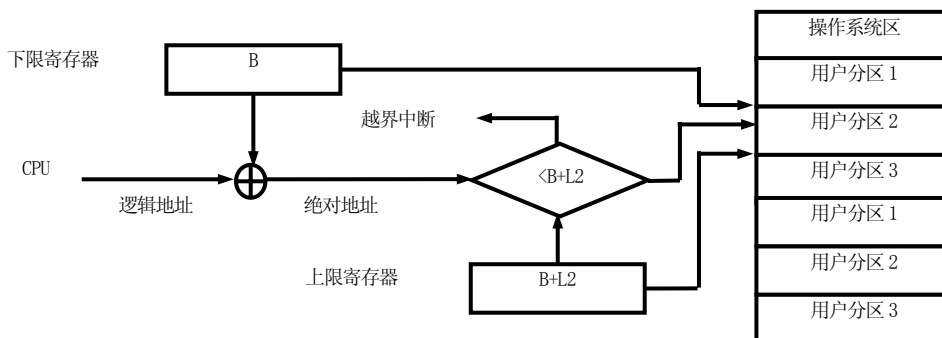 操作系统区
下限寄存器
B
用户分区1
越界中断
用户分区2
CPU
<B+L2
用户分区3
逻辑地址
绝对地址
用户分区1
上限寄存器
B+L2
用户分区2
用户分区3